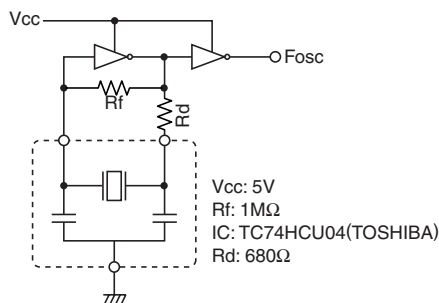 Vcc
Fosc
Rf
Rd
Vcc: 5V
Rf: 1MΩ
IC: TC74HCU04(TOSHIBA)
Rd: 680Ω